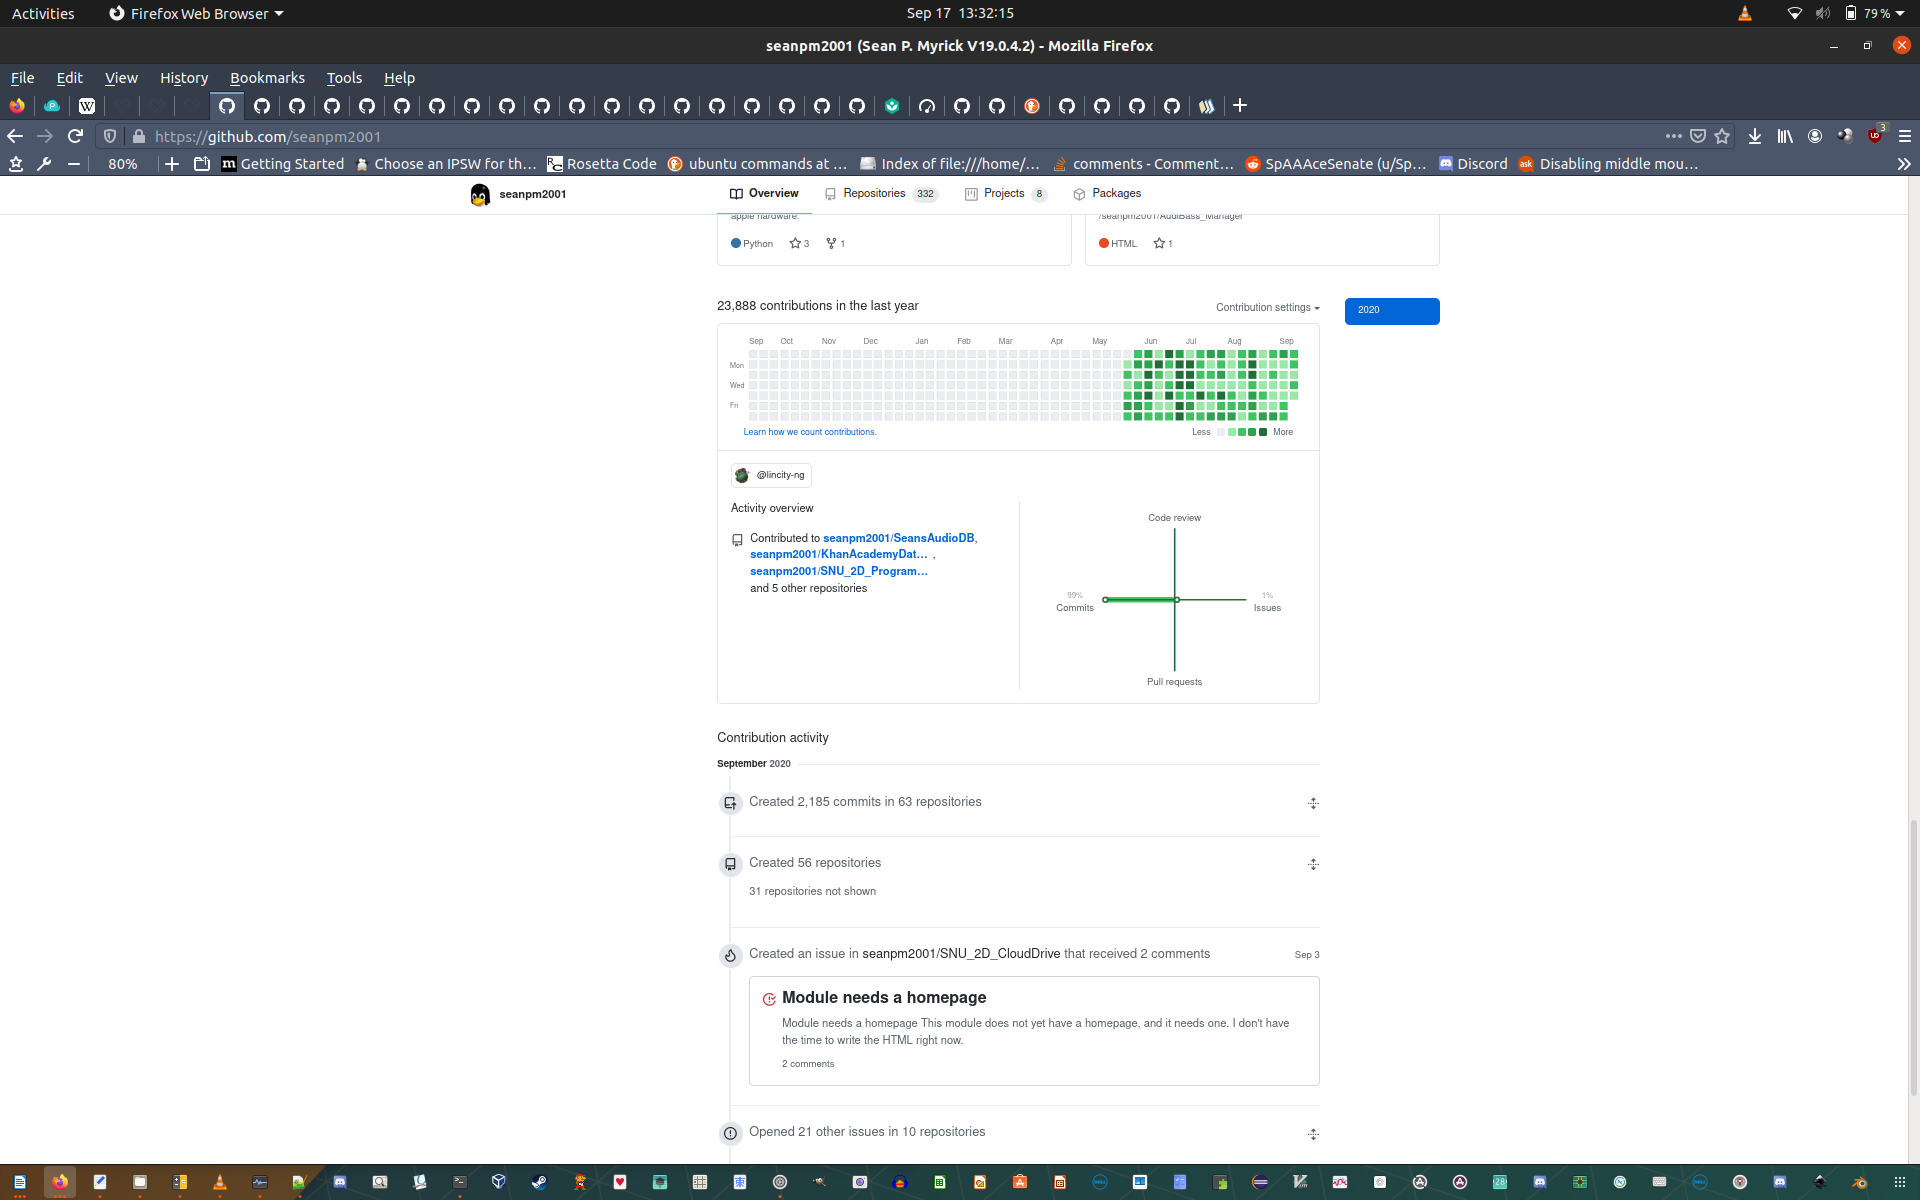 Activities
Firefox Web Browser
Sep 17 13:32:15
79 %
seanpm2001 (Sean P. Myrick V19.0.4.2) - Mozilla Firefox
File Edit View History Bookmarks Tools Help
https://github.com/seanpm2001
3
80%
Getting Started
Choose an IPSW for th…
Rosetta Code
ubuntu commands at …
Index of file:///home/…
comments - Comment…
SpAAAceSenate (u/Sp…
Discord
Disabling middle mou…
seanpm2001
Overview
Repositories 332
Projects 8
Packages
apple hardware.
/seanpm2001/AudiBass_Manager
Python 3 1
HTML 1
23,888 contributions in the last year
Contribution settings
2020
Sep Oct Nov Dec Jan Feb Mar Apr May Jun Jul Aug Sep
Mon
Wed
Fri
Learn how we count contributions.
Less More
@lincity-ng
Activity overview
Contributed to seanpm2001/SeansAudioDB,
seanpm2001/KhanAcademyDat… ,
seanpm2001/SNU_2D_Program…
and 5 other repositories
Code review
99%
Commits
1%
Issues
Pull requests
Contribution activity
September 2020
Created 2,185 commits in 63 repositories
Created 56 repositories
31 repositories not shown
Created an issue in seanpm2001/SNU_2D_CloudDrive that received 2 comments
Sep 3
Module needs a homepage
Module needs a homepage This module does not yet have a homepage, and it needs one. I don't have
the time to write the HTML right now.
2 comments
Opened 21 other issues in 10 repositories